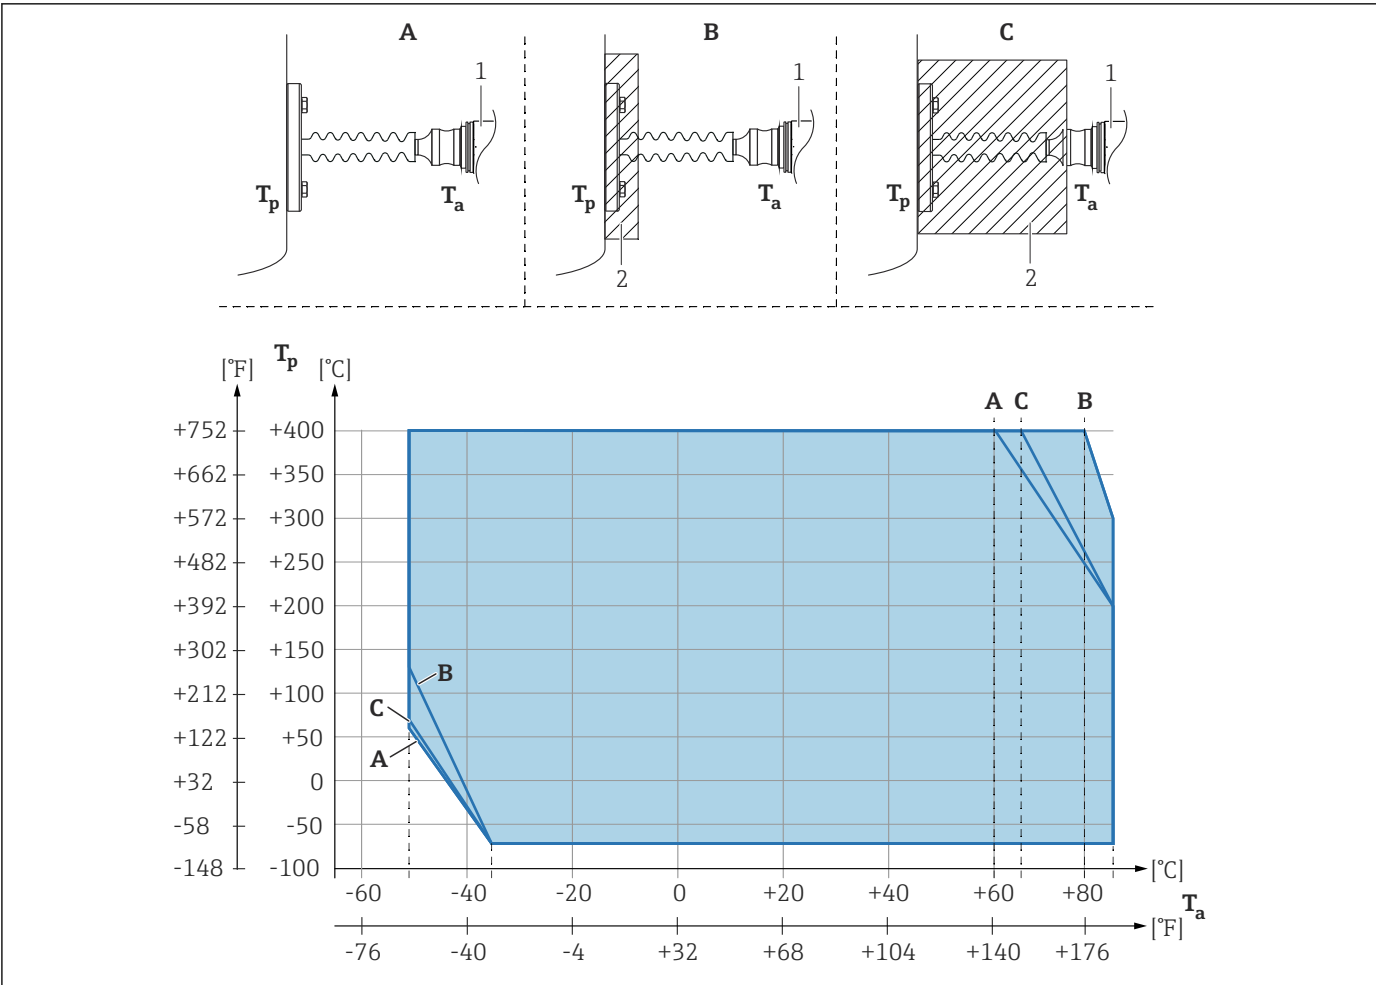 A B C
1 1 1
Tp Ta Tp Ta Tp Ta
2 2
[°F] Tp [°C]
A C B
+752 +400
+662 +350
+572 +300
+482 +250
+392 +200
+302 +150
B
+212 +100
C
+122 +50
A
+32 0
-58 -50
-148 -100
[°C]
-60 -40 -20 0 +20 +40 +60 +80
Ta
[°F]
-76 -40 -4 +32 +68 +104 +140 +176